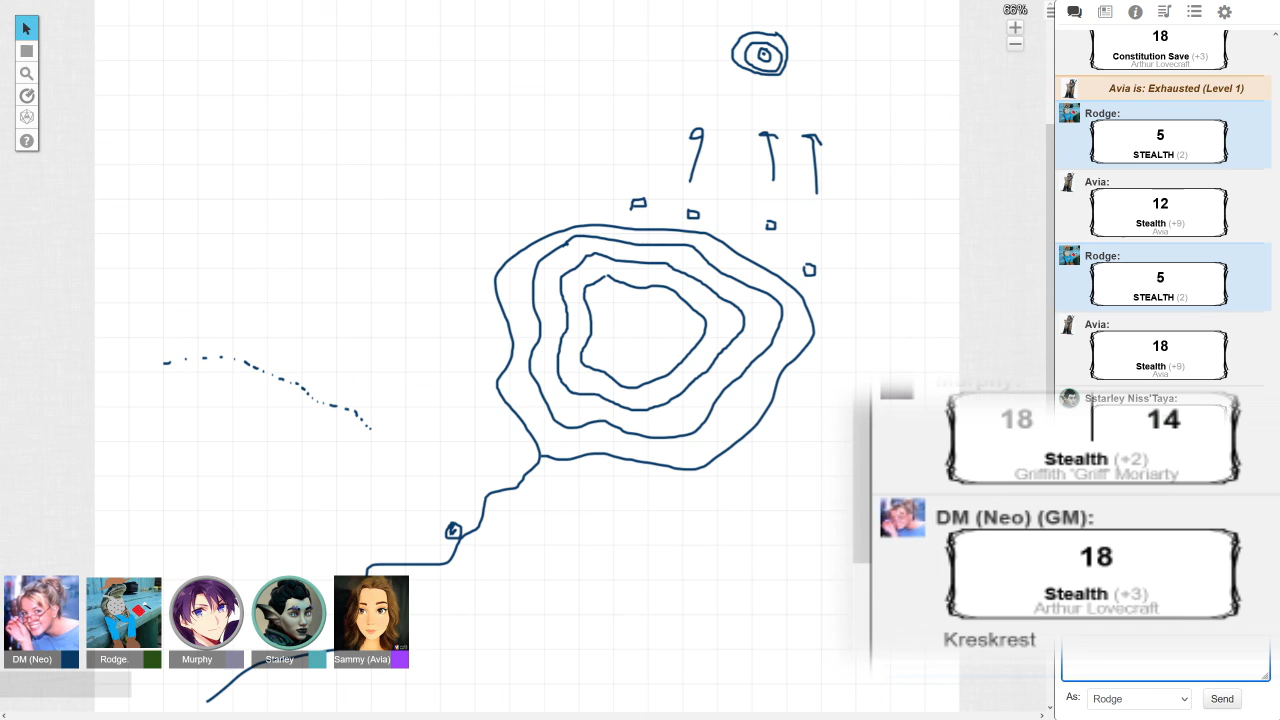 66%
18
Constitution Save (+3)
Arthur Lovecraft
Avia is: Exhausted (Level 1)
Rodge:
5
STEALTH (2)
Avia:
12
Stealth (+9)
Avia
Rodge:
5
STEALTH (2)
Avia:
18
Stealth (+9)
Avia
Sstarley Niss'Taya:
Murphy:
18 14
Stealth (+2)
Griffith "Griff" Moriarty
DM (Neo) (GM):
18
Stealth (+3)
Arthur Lovecraft
Kreskrest
DM (Neo)
Rodge.
Murphy
Starley
Sammy (Avia)
As:
Rodge
Send